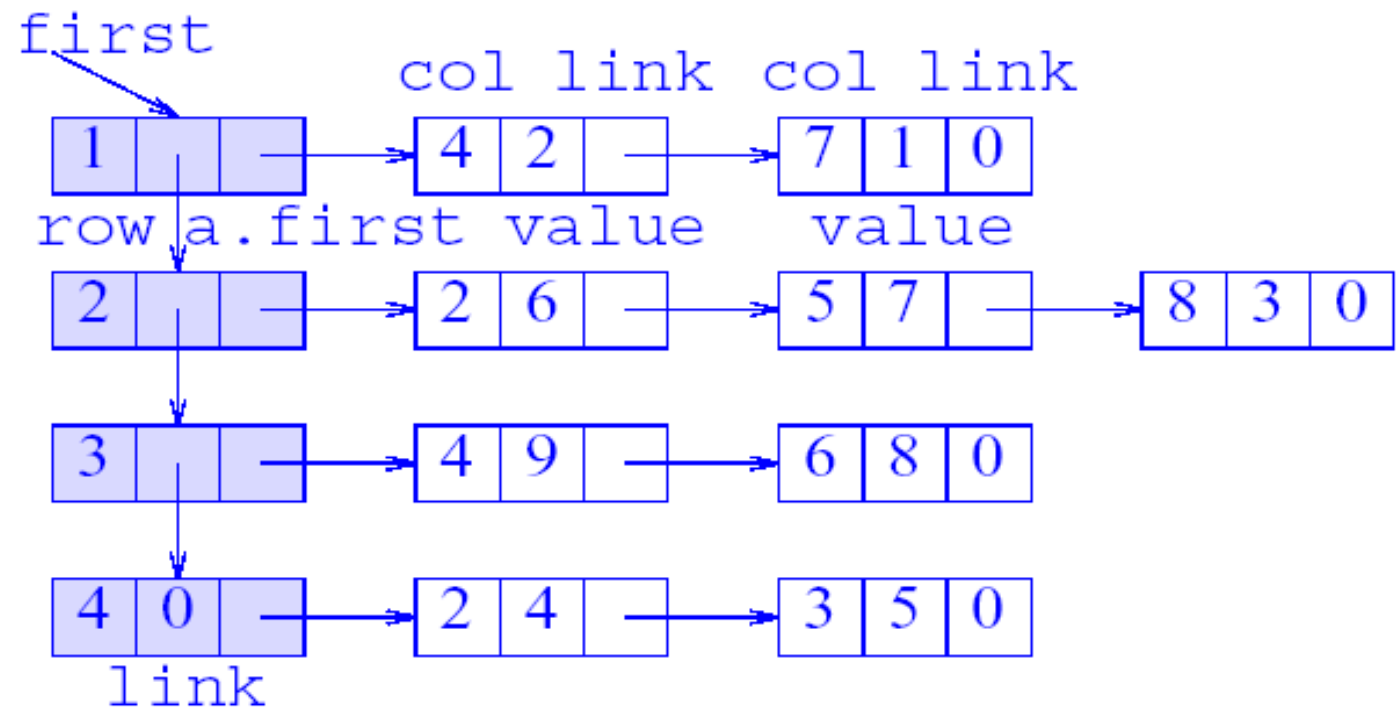 first
col link col link
1 4 2 7 1 0
row a.first value value
2 2 6 5 7 8 3 0
3 4 9 6 8 0
4 0 2 4 3 5 0
link